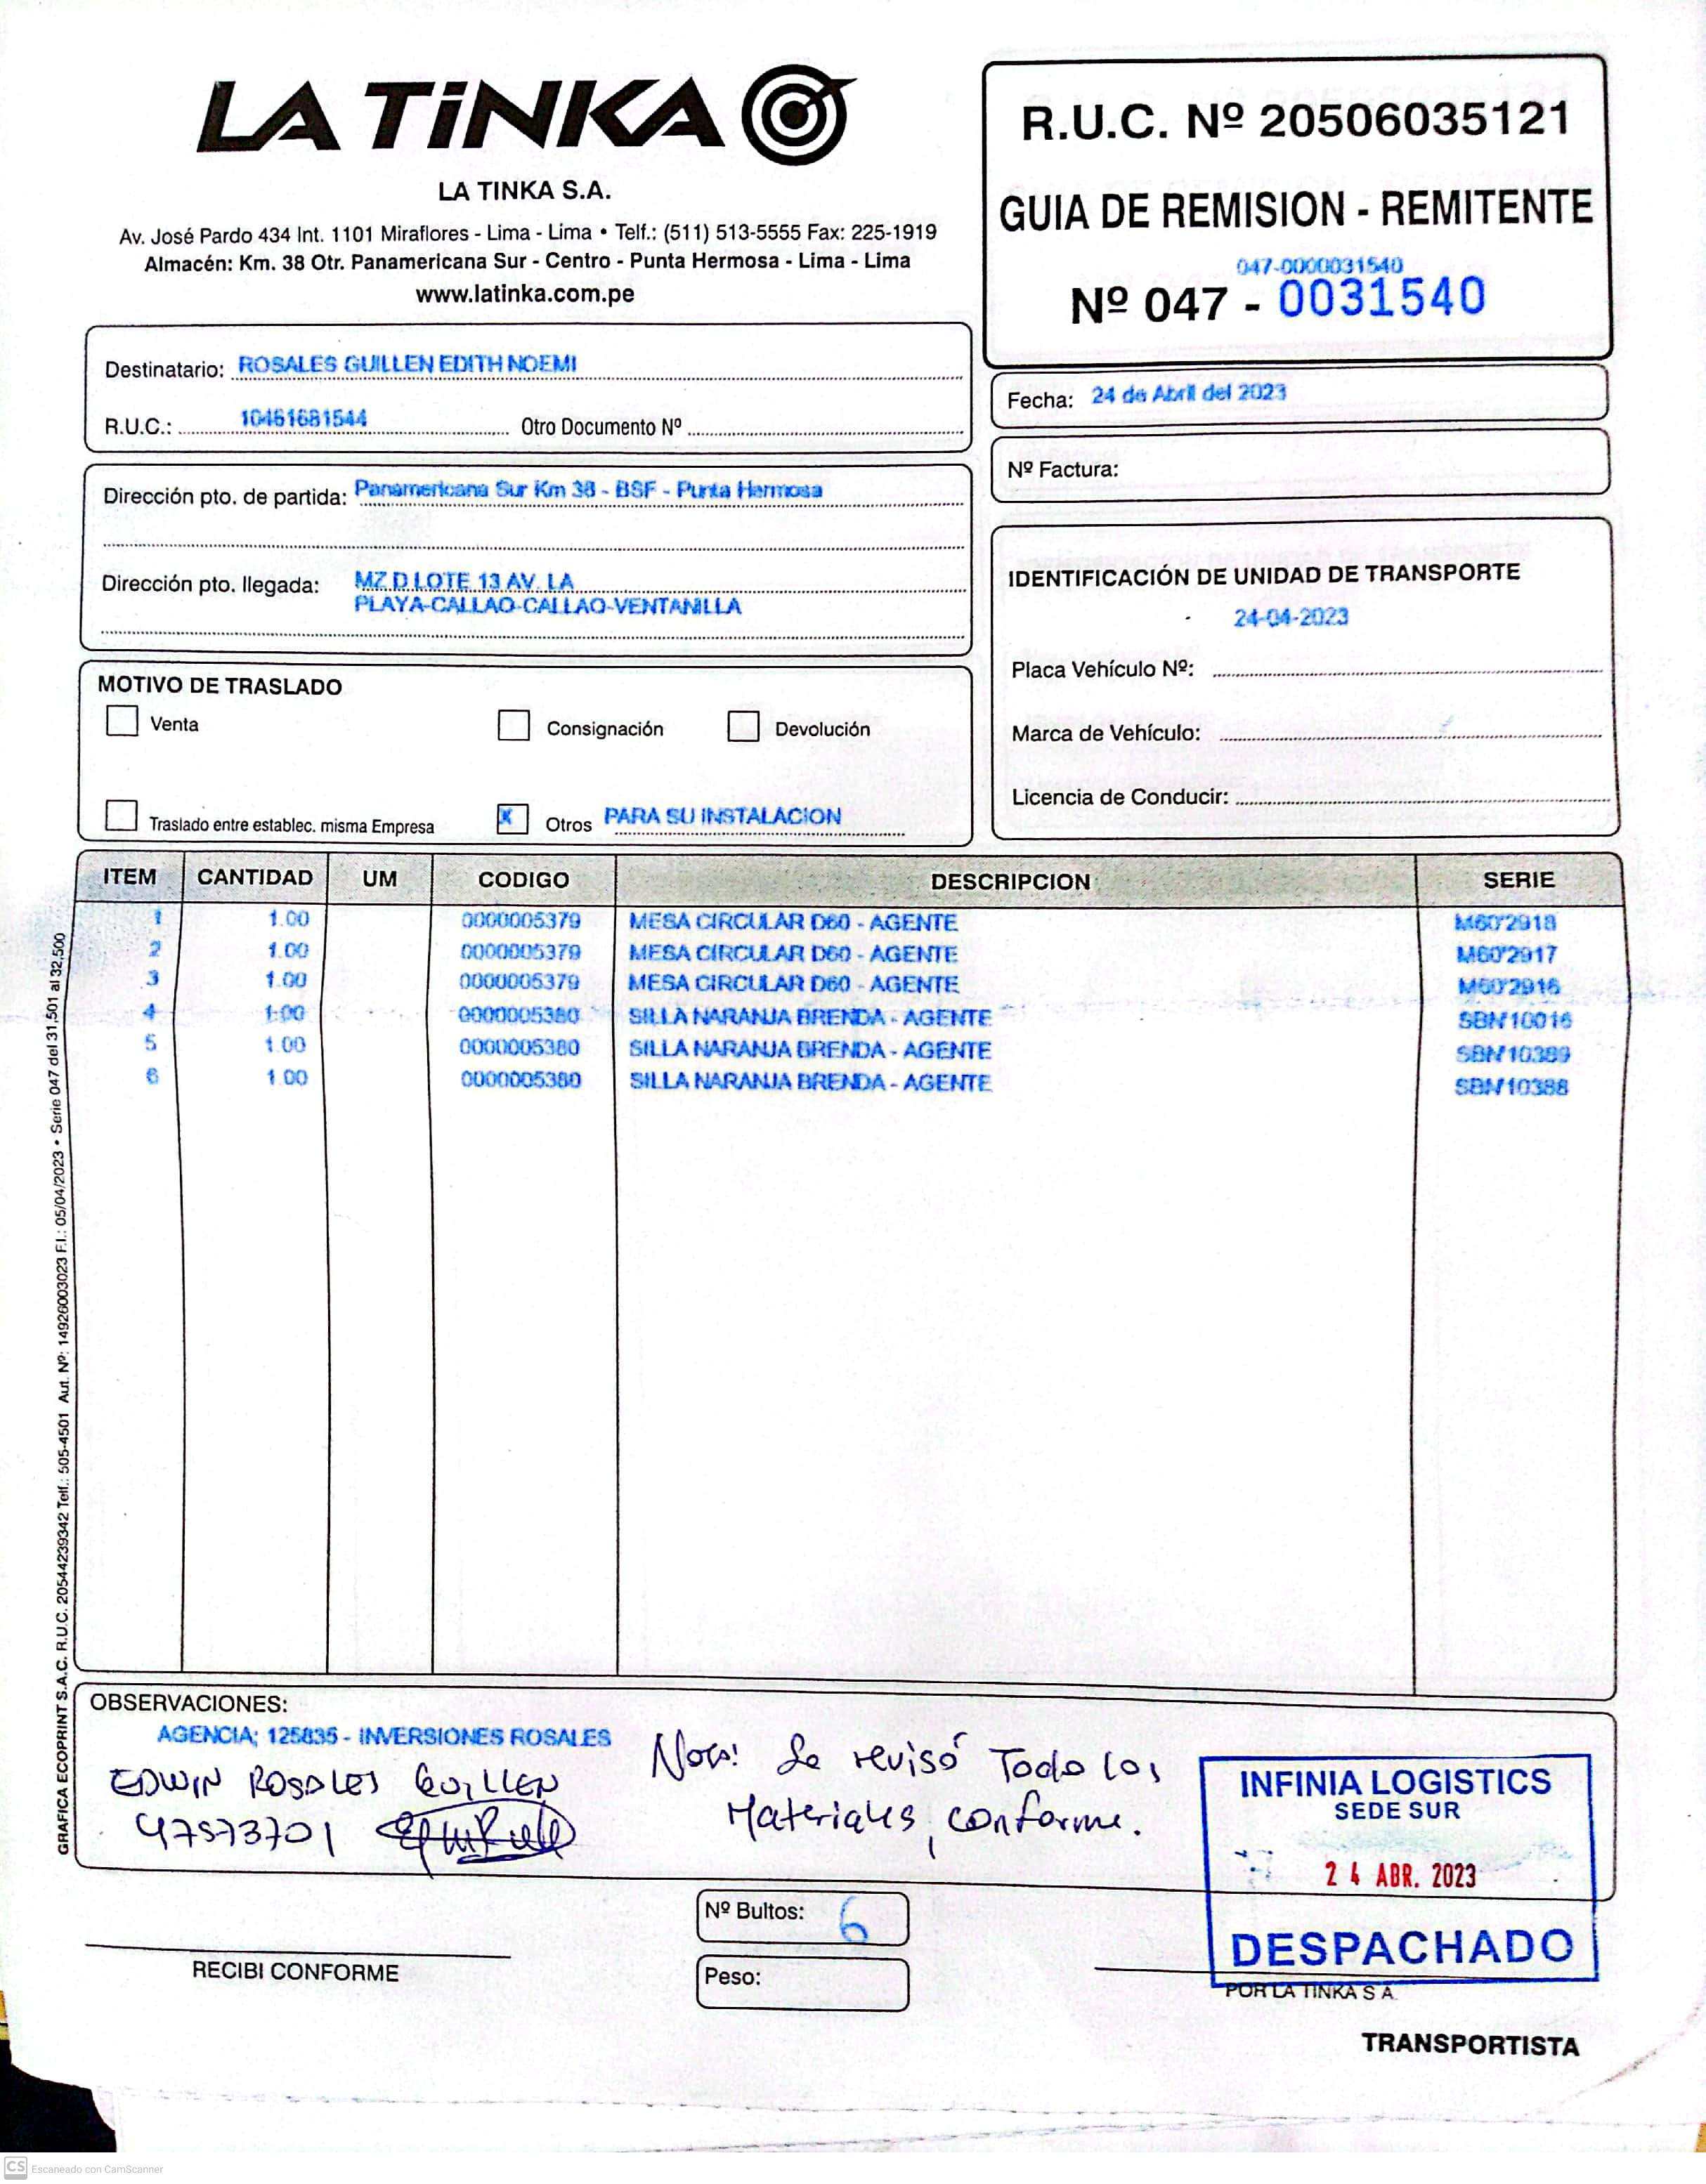 LA TiNKA
LA TINKA S.A.
Av. José Pardo 434 Int. 1101 Miraflores - Lima - Lima • Telf.: (511) 513-5555 Fax: 225-1919
Almacén: Km. 38 Otr. Panamericana Sur - Centro - Punta Hermosa - Lima - Lima
www.latinka.com.pe
R.U.C. Nº 20506035121
GUIA DE REMISION - REMITENTE
047-0000031540
Nº 047 - 0031540
Destinatario: ROSALES GUILLEN EDITH NOEMI
R.U.C.: 10461681544 Otro Documento Nº
Fecha: 24 de Abril del 2023
Nº Factura:
Dirección pto. de partida: Panamericana Sur Km 38 - BSF - Punta Hermosa
Dirección pto. llegada: MZ.D.LOTE.13 AV. LA
PLAYA-CALLAO-CALLAO-VENTANILLA
IDENTIFICACIÓN DE UNIDAD DE TRANSPORTE
24-04-2023
Placa Vehículo Nº:
Marca de Vehículo:
Licencia de Conducir:
MOTIVO DE TRASLADO
Venta Consignación Devolución
Traslado entre establec. misma Empresa X Otros PARA SU INSTALACION
ITEM CANTIDAD UM CODIGO DESCRIPCION SERIE
1 1.00 0000005379 MESA CIRCULAR D60 - AGENTE M60'2918
2 1.00 0000005379 MESA CIRCULAR D60 - AGENTE M60'2917
3 1.00 0000005379 MESA CIRCULAR D60 - AGENTE M60'2916
4 1.00 0000005380 SILLA NARANJA BRENDA - AGENTE SBN'10016
5 1.00 0000005380 SILLA NARANJA BRENDA - AGENTE SBN'10389
6 1.00 0000005380 SILLA NARANJA BRENDA - AGENTE SBN'10388
GRAFICA ECOPRINT S.A.C. R.U.C. 20544239342 Telf.: 505-4501 Aut. Nº: 14926003023 F.I.: 05/04/2023 • Serie 047 del 31,501 al 32,500
OBSERVACIONES:
AGENCIA; 125835 - INVERSIONES ROSALES
EDWIN ROSALES GUILLEN
47573701
Se revisó Todo los
Materiales, conforme.
INFINIA LOGISTICS
SEDE SUR
24 ABR. 2023
DESPACHADO
Nº Bultos: 6
Peso:
RECIBI CONFORME
POR LA TINKA S.A.
TRANSPORTISTA
CS Escaneado con CamScanner